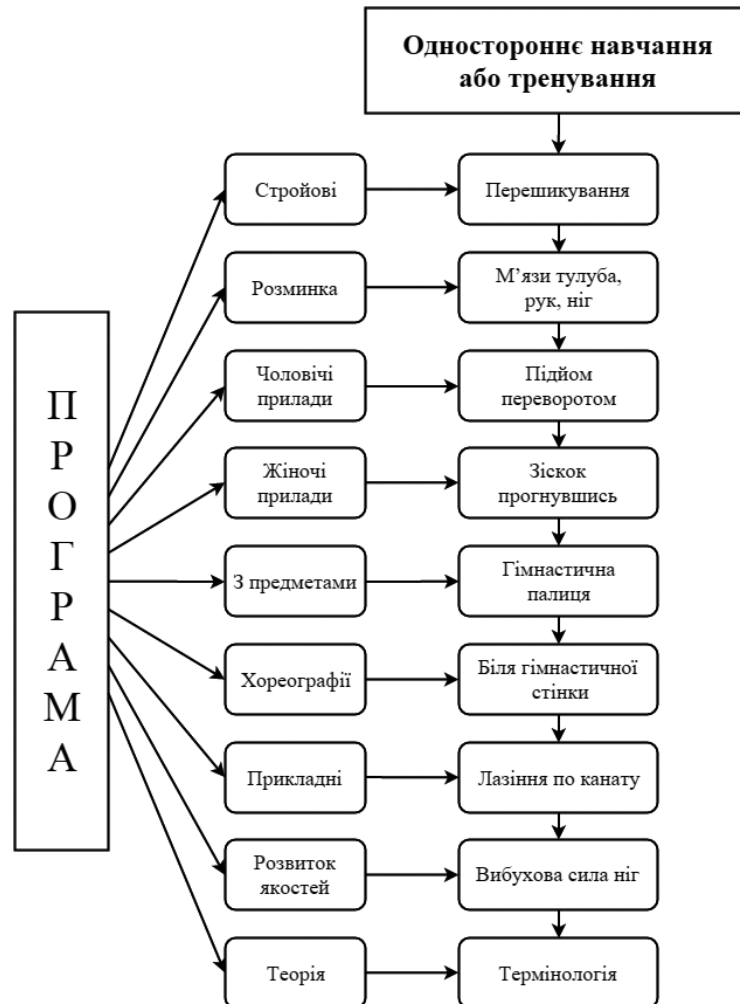 Одностороннє навчання
або тренування
ПРОГРАМА
Стройові
Перешикування
Розминка
М’язи тулуба,
рук, ніг
Чоловічі
прилади
Підйом
переворотом
Жіночі
прилади
Зіскок
прогнувшись
З предметами
Гімнастична
палиця
Хореографії
Біля гімнастичної
стінки
Прикладні
Лазіння по канату
Розвиток
якостей
Вибухова сила ніг
Теорія
Термінологія